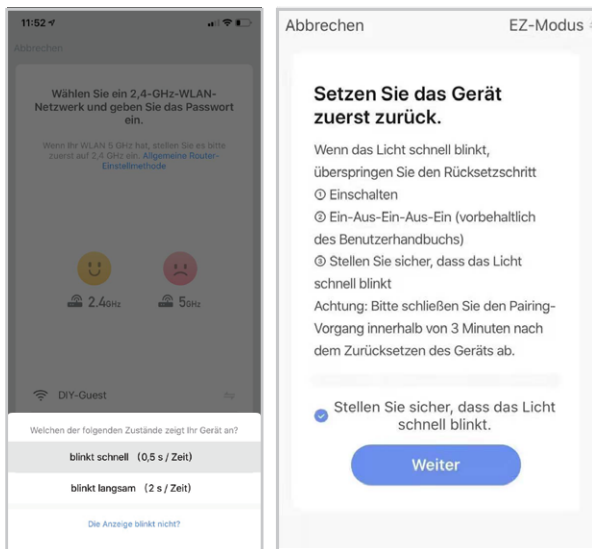 11:52
Abbrechen
Wählen Sie ein 2,4-GHz-WLAN-
Netzwerk und geben Sie das Passwort
ein.
Wenn Ihr WLAN 5 GHz hat, stellen Sie es bitte
zuerst auf 2,4 GHz ein. Allgemeine Router-
Einstellmethode
2.4GHz
5GHz
DIY-Guest
Welchen der folgenden Zustände zeigt Ihr Gerät an?
blinkt schnell (0,5 s / Zeit)
blinkt langsam (2 s / Zeit)
Die Anzeige blinkt nicht?
Abbrechen
EZ-Modus
Setzen Sie das Gerät
zuerst zurück.
Wenn das Licht schnell blinkt,
überspringen Sie den Rücksetzschritt
① Einschalten
② Ein-Aus-Ein-Aus-Ein (vorbehaltlich
des Benutzerhandbuchs)
③ Stellen Sie sicher, dass das Licht
schnell blinkt
Achtung: Bitte schließen Sie den Pairing-
Vorgang innerhalb von 3 Minuten nach
dem Zurücksetzen des Geräts ab.
Stellen Sie sicher, dass das Licht
schnell blinkt.
Weiter